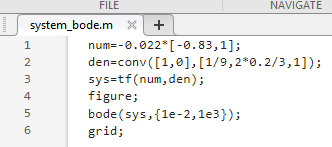 FILE
NAVIGATE
system_bode.m
1 num=-0.022*[-0.83,1];
2 den=conv([1,0],[1/9,2*0.2/3,1]);
3 sys=tf(num,den);
4 figure;
5 bode(sys,{1e-2,1e3});
6 grid;